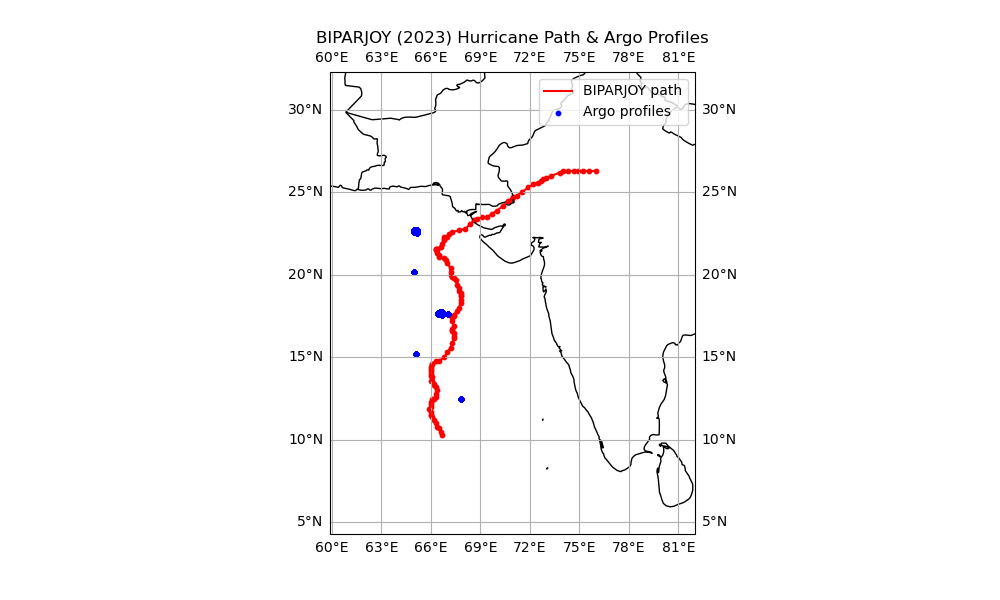 BIPARJOY (2023) Hurricane Path & Argo Profiles
60°E 63°E 66°E 69°E 72°E 75°E 78°E 81°E
BIPARJOY path
30°N 30°N
Argo profiles
25°N 25°N
20°N 20°N
15°N 15°N
10°N 10°N
5°N 5°N
60°E 63°E 66°E 69°E 72°E 75°E 78°E 81°E